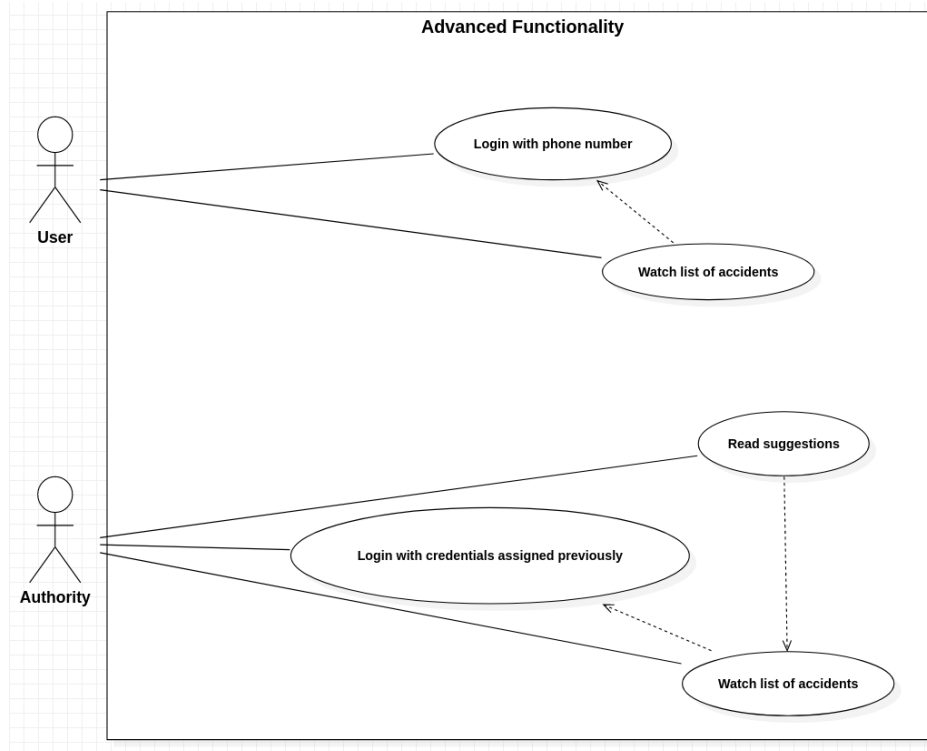 Advanced Functionality
Login with phone number
User
Watch list of accidents
Read suggestions
Login with credentials assigned previously
Authority
Watch list of accidents